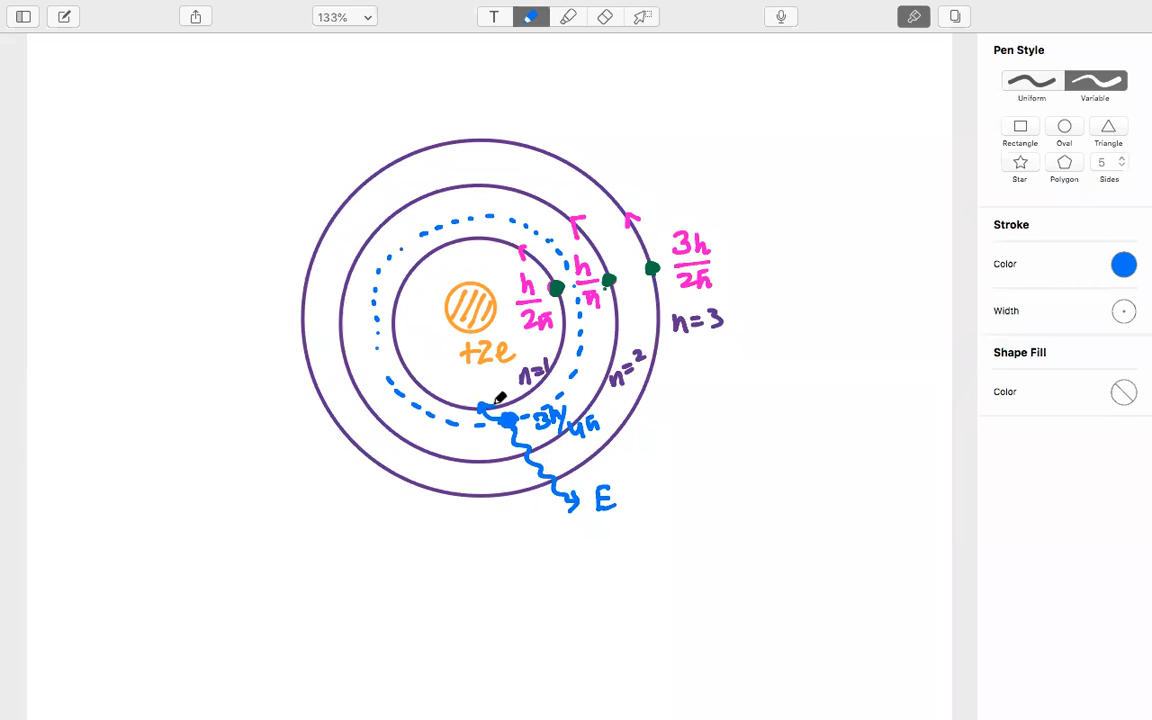 133%
T
Pen Style
Uniform
Variable
Rectangle
Oval
Triangle
Star
Polygon
5
Sides
Stroke
Color
Width
Shape Fill
Color
h/2π
h/π
3h/2π
n=3
+Ze
n=1
n=2
3h/4π
E